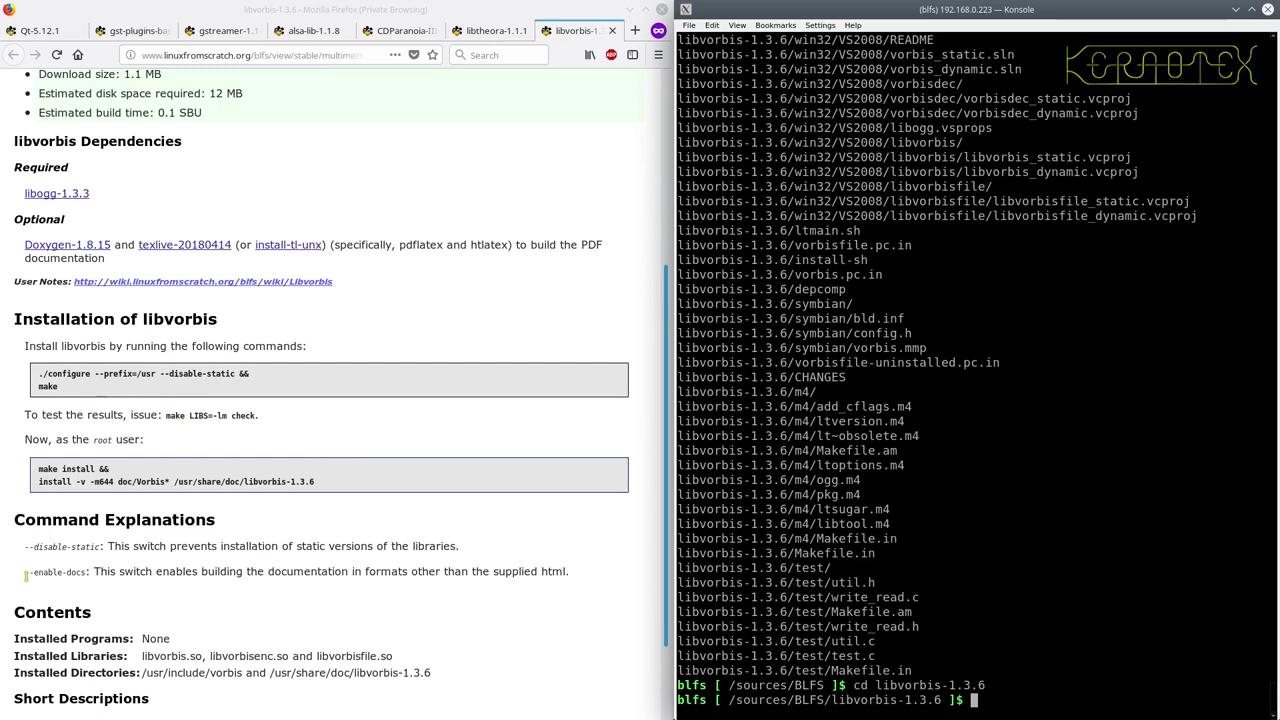 libvorbis-1.3.6 - Mozilla Firefox (Private Browsing)
Qt-5.12.1
gst-plugins-bas
gstreamer-1.1
alsa-lib-1.1.8
CDParanoia-II
libtheora-1.1.1
libvorbis-1.3.6
www.linuxfromscratch.org/blfs/view/stable/multime
Search
Download size: 1.1 MB
Estimated disk space required: 12 MB
Estimated build time: 0.1 SBU
libvorbis Dependencies
Required
libogg-1.3.3
Optional
Doxygen-1.8.15 and texlive-20180414 (or install-tl-unx) (specifically, pdflatex and htlatex) to build the PDF
documentation
User Notes: http://wiki.linuxfromscratch.org/blfs/wiki/Libvorbis
Installation of libvorbis
Install libvorbis by running the following commands:
./configure --prefix=/usr --disable-static &&
make
To test the results, issue: make LIBS=-lm check.
Now, as the root user:
make install &&
install -v -m644 doc/Vorbis* /usr/share/doc/libvorbis-1.3.6
Command Explanations
--disable-static: This switch prevents installation of static versions of the libraries.
--enable-docs: This switch enables building the documentation in formats other than the supplied html.
Contents
Installed Programs: None
Installed Libraries: libvorbis.so, libvorbisenc.so and libvorbisfile.so
Installed Directories: /usr/include/vorbis and /usr/share/doc/libvorbis-1.3.6
Short Descriptions
(blfs) 192.168.0.223 — Konsole
File Edit View Bookmarks Settings Help
KERNOTEX
libvorbis-1.3.6/win32/VS2008/README
libvorbis-1.3.6/win32/VS2008/vorbis_static.sln
libvorbis-1.3.6/win32/VS2008/vorbis_dynamic.sln
libvorbis-1.3.6/win32/VS2008/vorbisdec/
libvorbis-1.3.6/win32/VS2008/vorbisdec/vorbisdec_static.vcproj
libvorbis-1.3.6/win32/VS2008/vorbisdec/vorbisdec_dynamic.vcproj
libvorbis-1.3.6/win32/VS2008/libogg.vsprops
libvorbis-1.3.6/win32/VS2008/libvorbis/
libvorbis-1.3.6/win32/VS2008/libvorbis/libvorbis_static.vcproj
libvorbis-1.3.6/win32/VS2008/libvorbis/libvorbis_dynamic.vcproj
libvorbis-1.3.6/win32/VS2008/libvorbisfile/
libvorbis-1.3.6/win32/VS2008/libvorbisfile/libvorbisfile_static.vcproj
libvorbis-1.3.6/win32/VS2008/libvorbisfile/libvorbisfile_dynamic.vcproj
libvorbis-1.3.6/ltmain.sh
libvorbis-1.3.6/vorbisfile.pc.in
libvorbis-1.3.6/install-sh
libvorbis-1.3.6/vorbis.pc.in
libvorbis-1.3.6/depcomp
libvorbis-1.3.6/symbian/
libvorbis-1.3.6/symbian/bld.inf
libvorbis-1.3.6/symbian/config.h
libvorbis-1.3.6/symbian/vorbis.mmp
libvorbis-1.3.6/vorbisfile-uninstalled.pc.in
libvorbis-1.3.6/CHANGES
libvorbis-1.3.6/m4/
libvorbis-1.3.6/m4/add_cflags.m4
libvorbis-1.3.6/m4/ltversion.m4
libvorbis-1.3.6/m4/lt~obsolete.m4
libvorbis-1.3.6/m4/Makefile.am
libvorbis-1.3.6/m4/ltoptions.m4
libvorbis-1.3.6/m4/ogg.m4
libvorbis-1.3.6/m4/pkg.m4
libvorbis-1.3.6/m4/ltsugar.m4
libvorbis-1.3.6/m4/libtool.m4
libvorbis-1.3.6/m4/Makefile.in
libvorbis-1.3.6/Makefile.in
libvorbis-1.3.6/test/
libvorbis-1.3.6/test/util.h
libvorbis-1.3.6/test/write_read.c
libvorbis-1.3.6/test/Makefile.am
libvorbis-1.3.6/test/write_read.h
libvorbis-1.3.6/test/util.c
libvorbis-1.3.6/test/test.c
libvorbis-1.3.6/test/Makefile.in
blfs [ /sources/BLFS ]$ cd libvorbis-1.3.6
blfs [ /sources/BLFS/libvorbis-1.3.6 ]$